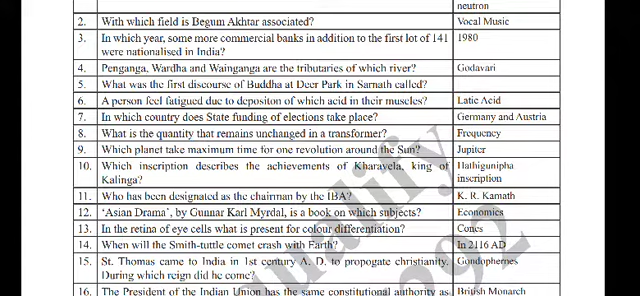 neutron
2. With which field is Begum Akhtar associated? Vocal Music
3. In which year, some more commercial banks in addition to the first lot of 141 1980
were nationalised in India?
4. Penganga, Wardha and Wainganga are the tributaries of which river? Godavari
5. What was the first discourse of Buddha at Deer Park in Sarnath called?
6. A person feel fatigued due to depositon of which acid in their muscles? Latic Acid
7. In which country does State funding of elections take place? Germany and Austria
8. What is the quantity that remains unchanged in a transformer? Frequency
9. Which planet take maximum time for one revolution around the Sun? Jupiter
10. Which inscription describes the achievements of Kharavela, king of Hathigunipha
Kalinga? inscription
11. Who has been designated as the chairman by the IBA? K. R. Kamath
12. 'Asian Drama', by Gunnar Karl Myrdal, is a book on which subjects? Economics
13. In the retina of eye cells what is present for colour differentiation? Cones
14. When will the Smith-tuttle comet crash with Earth? In 2116 AD
15. St. Thomas came to India in 1st century A. D. to propogate christianity. Gondophernes
During which reign did he come?
16. The President of the Indian Union has the same constitutional authority as British Monarch
qualify
292